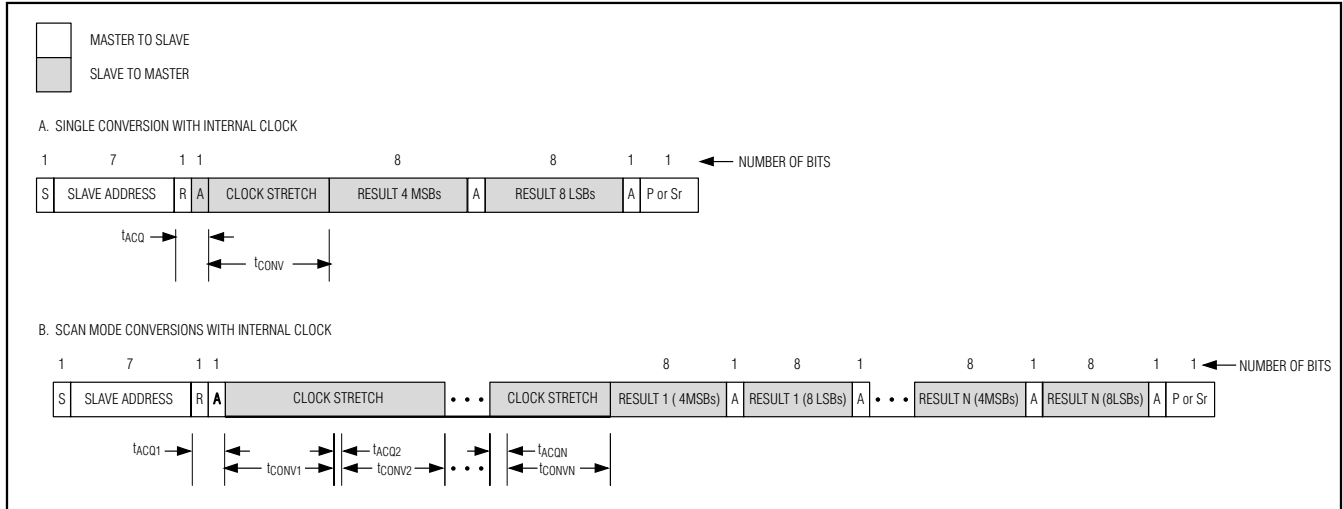 MASTER TO SLAVE
SLAVE TO MASTER
A. SINGLE CONVERSION WITH INTERNAL CLOCK
1 7 1 1 8 8 1 1 NUMBER OF BITS
S SLAVE ADDRESS R A CLOCK STRETCH RESULT 4 MSBs A RESULT 8 LSBs A P or Sr
tACQ
tCONV
B. SCAN MODE CONVERSIONS WITH INTERNAL CLOCK
1 7 1 1 8 1 8 1 8 1 8 1 1 NUMBER OF BITS
S SLAVE ADDRESS R A CLOCK STRETCH • • • CLOCK STRETCH RESULT 1 ( 4MSBs) A RESULT 1 (8 LSBs) A • • • RESULT N (4MSBs) A RESULT N (8LSBs) A P or Sr
tACQ1 tACQ2 tACQN
tCONV1 tCONV2 • • • tCONVN